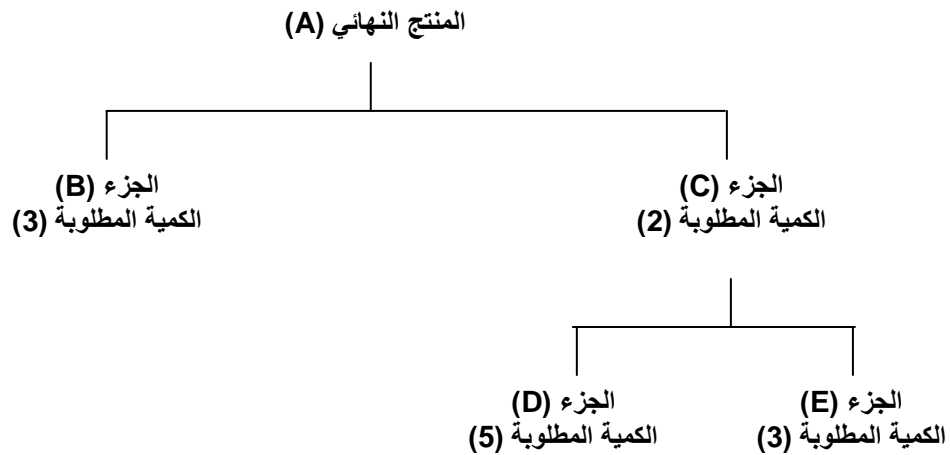 المنتج النهائي (A)
الجزء (C)
الكمية المطلوبة (2)
الجزء (B)
الكمية المطلوبة (3)
الجزء (E)
الكمية المطلوبة (3)
الجزء (D)
الكمية المطلوبة (5)